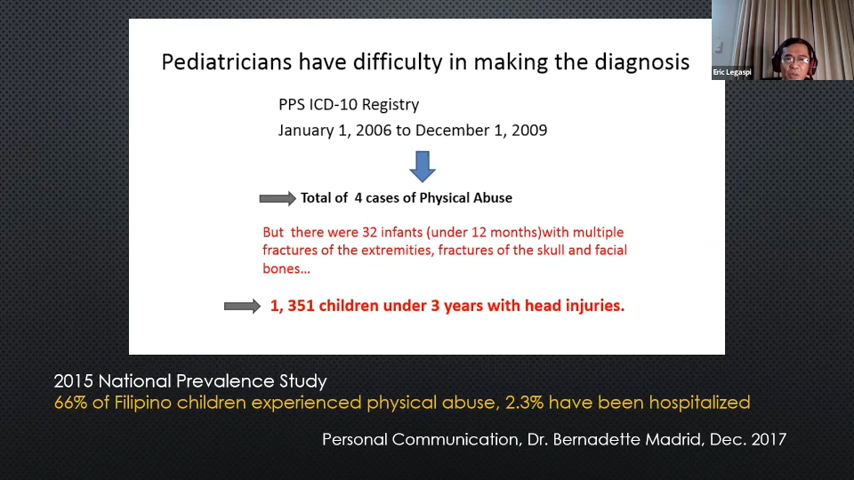 Eric Legaspi
Pediatricians have difficulty in making the diagnosis
PPS ICD-10 Registry
January 1, 2006 to December 1, 2009
Total of 4 cases of Physical Abuse
But there were 32 infants (under 12 months)with multiple
fractures of the extremities, fractures of the skull and facial
bones...
1, 351 children under 3 years with head injuries.
2015 National Prevalence Study
66% of Filipino children experienced physical abuse, 2.3% have been hospitalized
Personal Communication, Dr. Bernadette Madrid, Dec. 2017